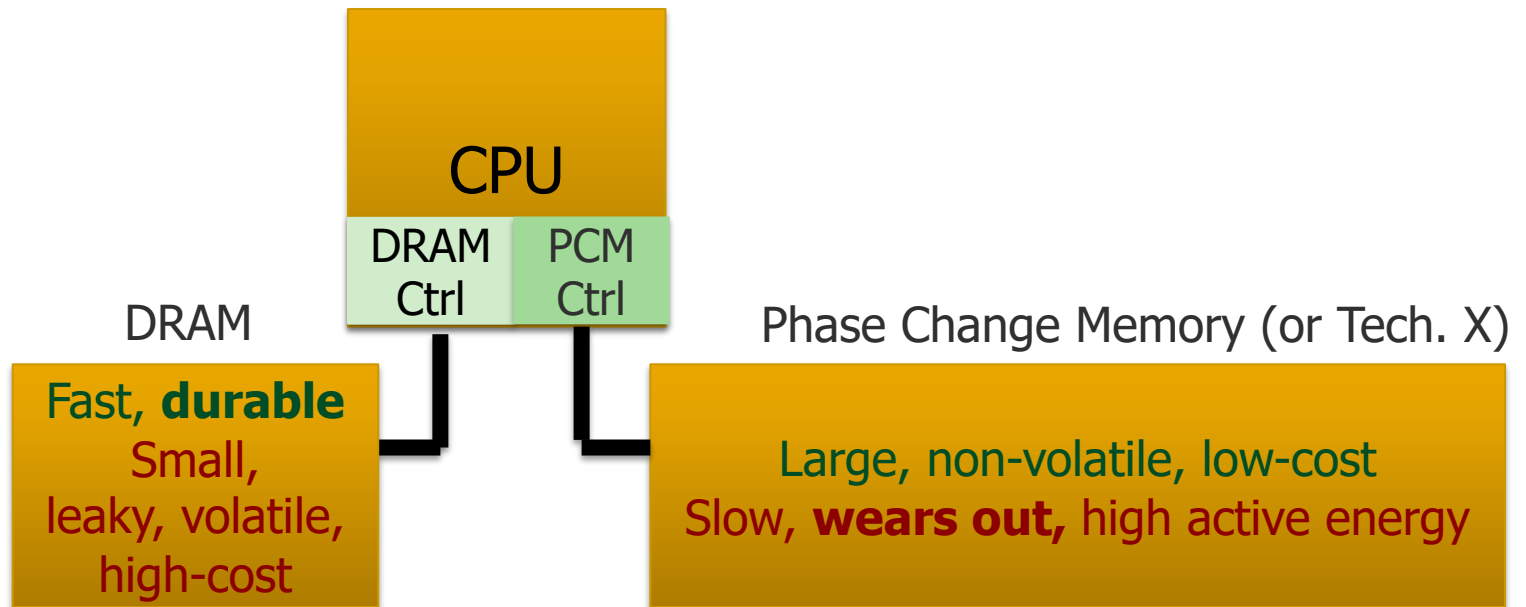 CPU
DRAM
Ctrl
PCM
Ctrl
DRAM
Fast, durable
Small,
leaky, volatile,
high-cost
Phase Change Memory (or Tech. X)
Large, non-volatile, low-cost
Slow, wears out, high active energy